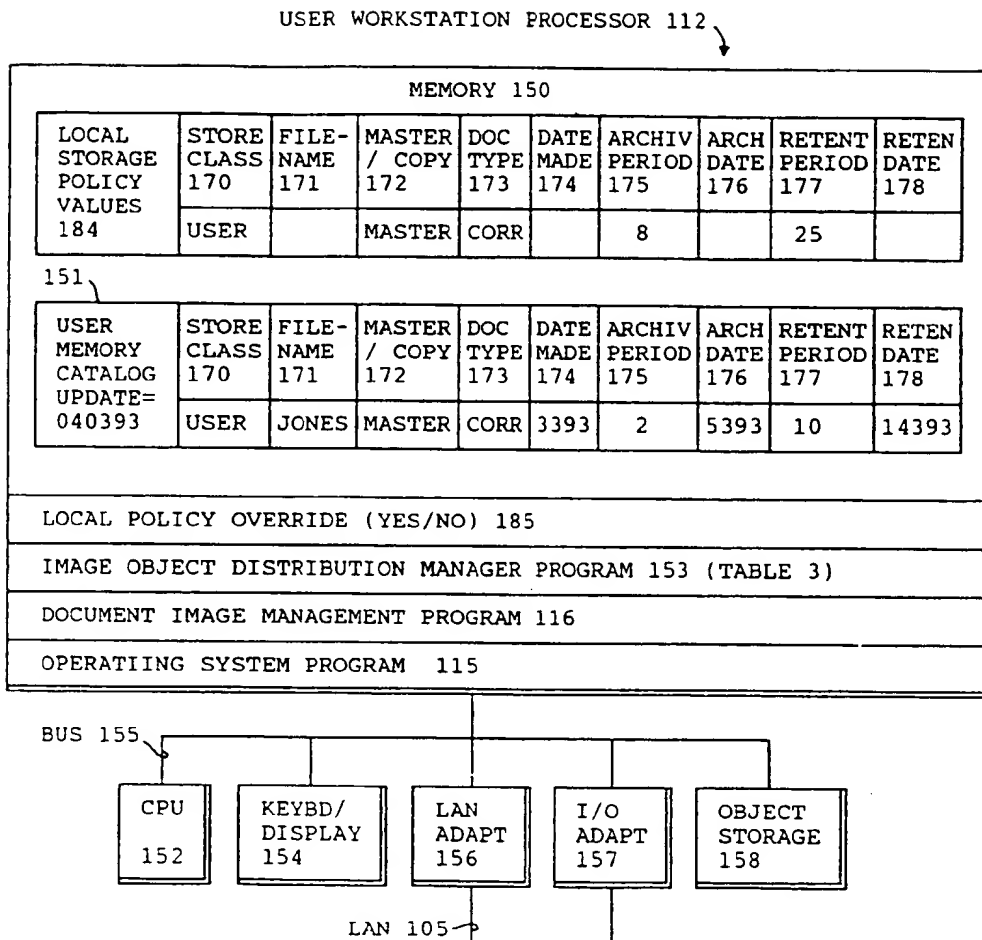 USER WORKSTATION PROCESSOR 112
MEMORY 150
LOCAL STORAGE POLICY VALUES 184
STORE CLASS 170
FILE-NAME 171
MASTER / COPY 172
DOC TYPE 173
DATE MADE 174
ARCHIV PERIOD 175
ARCH DATE 176
RETENT PERIOD 177
RETEN DATE 178
USER MASTER CORR 8 25
151
USER MEMORY CATALOG UPDATE= 040393
STORE CLASS 170
FILE-NAME 171
MASTER / COPY 172
DOC TYPE 173
DATE MADE 174
ARCHIV PERIOD 175
ARCH DATE 176
RETENT PERIOD 177
RETEN DATE 178
USER JONES MASTER CORR 3393 2 5393 10 14393
LOCAL POLICY OVERRIDE (YES/NO) 185
IMAGE OBJECT DISTRIBUTION MANAGER PROGRAM 153 (TABLE 3)
DOCUMENT IMAGE MANAGEMENT PROGRAM 116
OPERATIING SYSTEM PROGRAM 115
BUS 155
CPU 152
KEYBD/ DISPLAY 154
LAN ADAPT 156
I/O ADAPT 157
OBJECT STORAGE 158
LAN 105